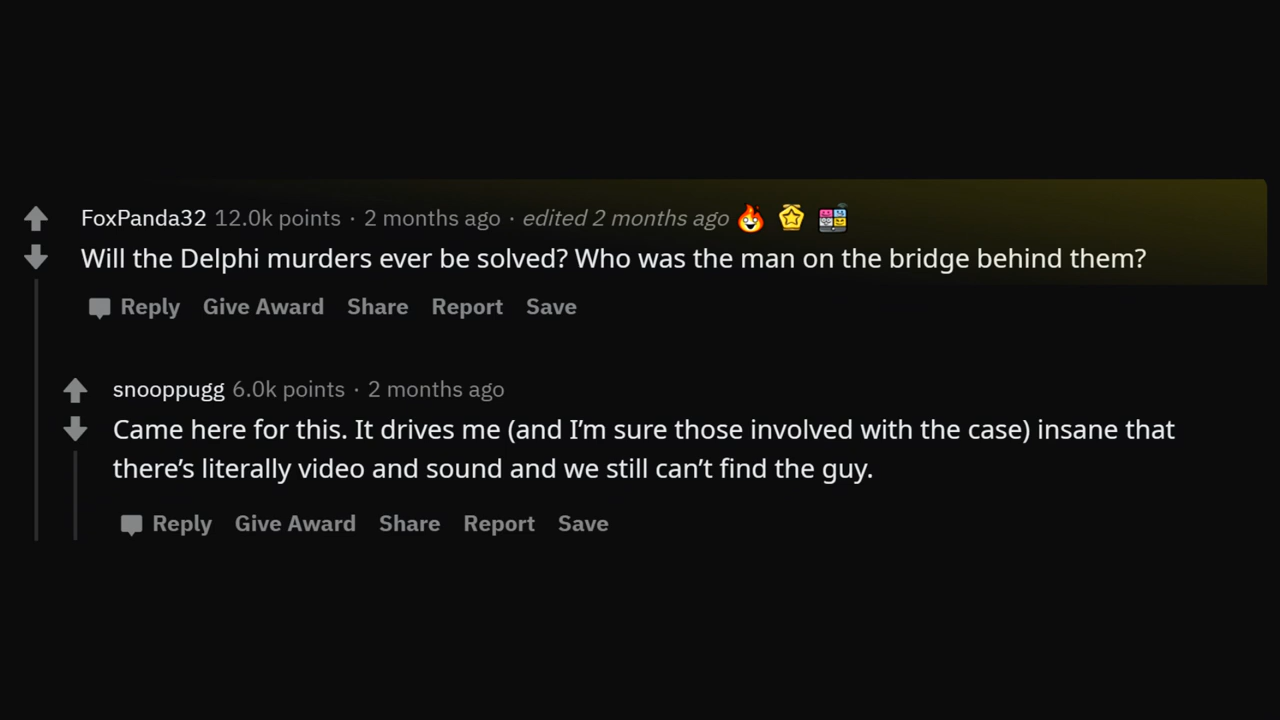 FoxPanda32 12.0k points · 2 months ago · edited 2 months ago
Will the Delphi murders ever be solved? Who was the man on the bridge behind them?
Reply Give Award Share Report Save
snooppugg 6.0k points · 2 months ago
Came here for this. It drives me (and I’m sure those involved with the case) insane that
there’s literally video and sound and we still can’t find the guy.
Reply Give Award Share Report Save